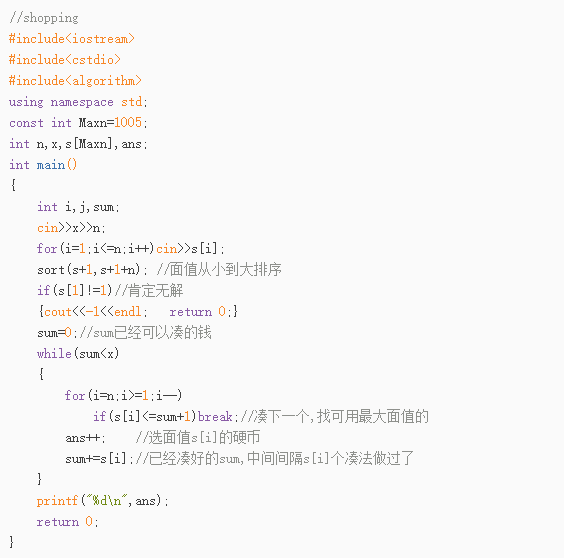 //shopping
#include<iostream>
#include<cstdio>
#include<algorithm>
using namespace std;
const int Maxn=1005;
int n,x,s[Maxn],ans;
int main()
{
    int i,j,sum;
    cin>>x>>n;
    for(i=1;i<=n;i++)cin>>s[i];
    sort(s+1,s+1+n); //面值从小到大排序
    if(s[1]!=1)//肯定无解
    {cout<<-1<<endl;   return 0;}
    sum=0;//sum已经可以凑的钱
    while(sum<x)
    {
        for(i=n;i>=1;i--)
            if(s[i]<=sum+1)break;//凑下一个,找可用最大面值的
        ans++;    //选面值s[i]的硬币
        sum+=s[i];//已经凑好的sum,中间间隔s[i]个凑法做过了
    }
    printf("%d\n",ans);
    return 0;
}